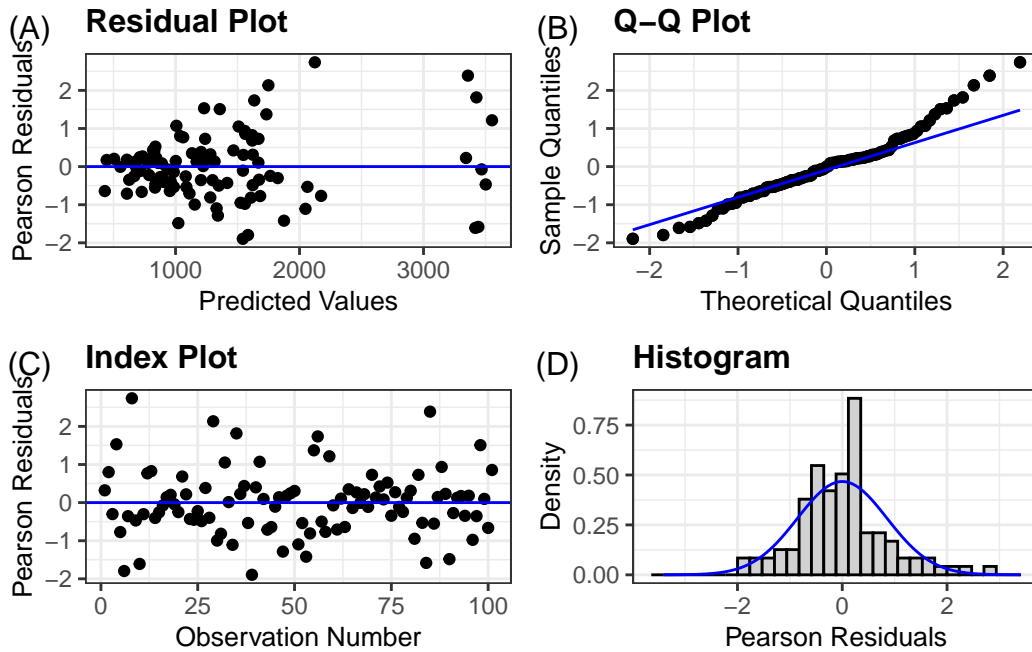 (A) Residual Plot
Pearson Residuals
2
1
0
−1
−2
1000 2000 3000
Predicted Values
(B) Q−Q Plot
Sample Quantiles
2
1
0
−1
−2
−2 −1 0 1 2
Theoretical Quantiles
(C) Index Plot
Pearson Residuals
2
1
0
−1
−2
0 25 50 75 100
Observation Number
(D) Histogram
Density
0.75
0.50
0.25
0.00
−2 0 2
Pearson Residuals